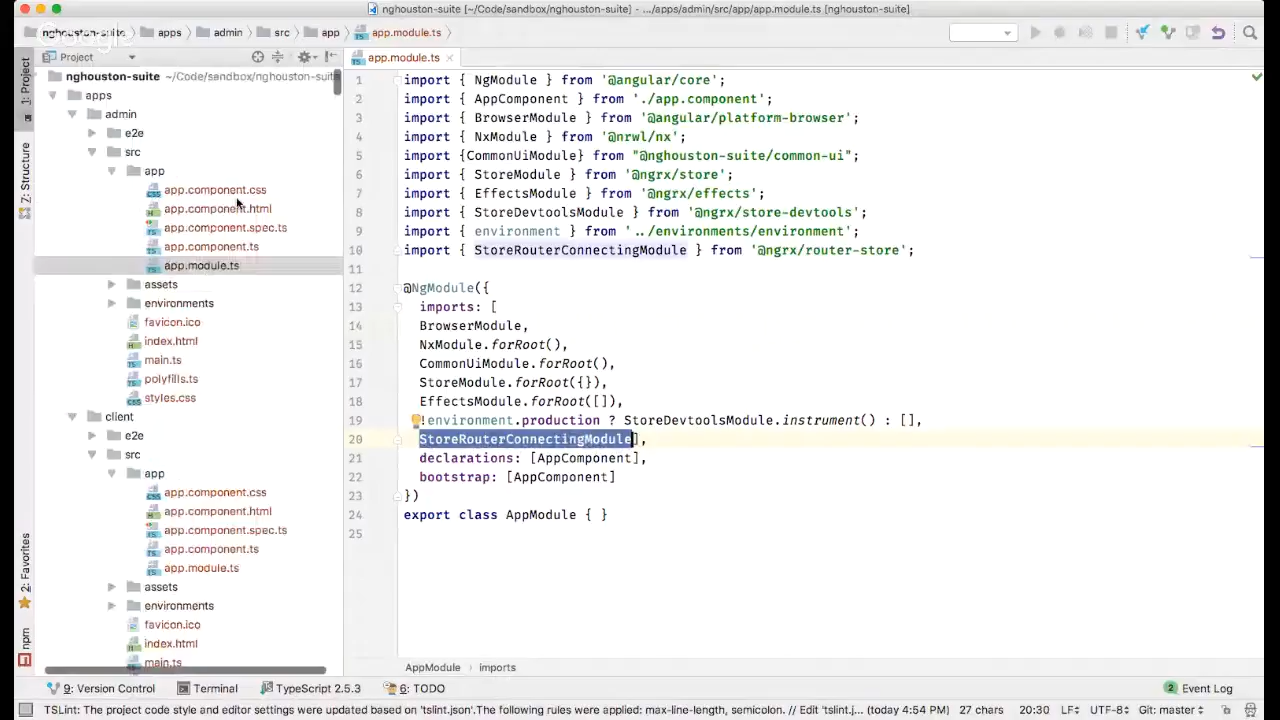 nghouston-suite [~/Code/sandbox/nghouston-suite] - .../apps/admin/src/app/app.module.ts [nghouston-suite]
nghouston-suite apps admin src app app.module.ts
Google
Project
app.module.ts
1: Project
Z: Structure
2: Favorites
npm
nghouston-suite ~/Code/sandbox/nghouston-suite
apps
admin
e2e
src
app
app.component.css
app.component.html
app.component.spec.ts
app.component.ts
app.module.ts
assets
environments
favicon.ico
index.html
main.ts
polyfills.ts
styles.css
client
e2e
src
app
app.component.css
app.component.html
app.component.spec.ts
app.component.ts
app.module.ts
assets
environments
favicon.ico
index.html
main.ts
1 import { NgModule } from '@angular/core';
2 import { AppComponent } from './app.component';
3 import { BrowserModule } from '@angular/platform-browser';
4 import { NxModule } from '@nrwl/nx';
5 import {CommonUiModule} from "@nghouston-suite/common-ui";
6 import { StoreModule } from '@ngrx/store';
7 import { EffectsModule } from '@ngrx/effects';
8 import { StoreDevtoolsModule } from '@ngrx/store-devtools';
9 import { environment } from '../environments/environment';
10 import { StoreRouterConnectingModule } from '@ngrx/router-store';
11
12 @NgModule({
13 imports: [
14 BrowserModule,
15 NxModule.forRoot(),
16 CommonUiModule.forRoot(),
17 StoreModule.forRoot({}),
18 EffectsModule.forRoot([]),
19 !environment.production ? StoreDevtoolsModule.instrument() : [],
20 StoreRouterConnectingModule],
21 declarations: [AppComponent],
22 bootstrap: [AppComponent]
23 })
24 export class AppModule { }
25
AppModule imports
9: Version Control Terminal TypeScript 2.5.3 6: TODO 2 Event Log
TSLint: The project code style and editor settings were updated based on 'tslint.json'.The following rules were applied: max-line-length, semicolon. // Edit 'tslint.j... (today 4:54 PM) 27 chars 20:30 LF÷ UTF-8÷ Git: master÷